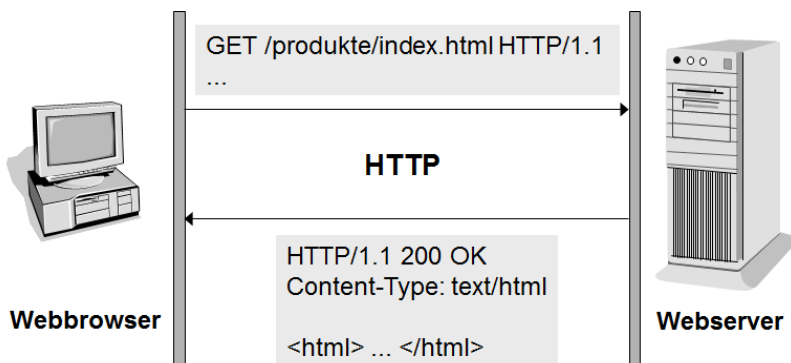 GET /produkte/index.html HTTP/1.1
...
HTTP
HTTP/1.1 200 OK
Content-Type: text/html
<html> ... </html>
Webbrowser
Webserver